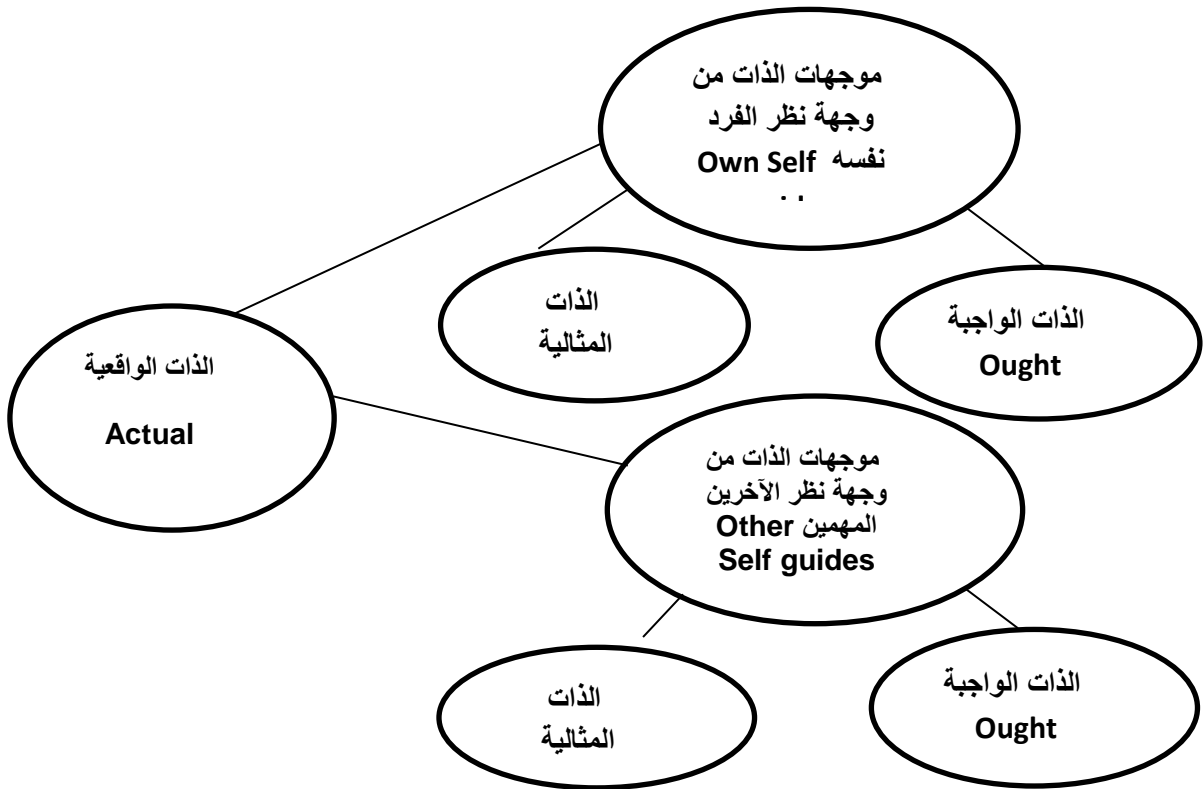 موجهات الذات من
وجهة نظر الفرد
نفسه Own Self
الذات
المثالية
الذات الواجبة
Ought
الذات الواقعية
Actual
موجهات الذات من
وجهة نظر الآخرين
المهمين Other
Self guides
الذات
المثالية
الذات الواجبة
Ought